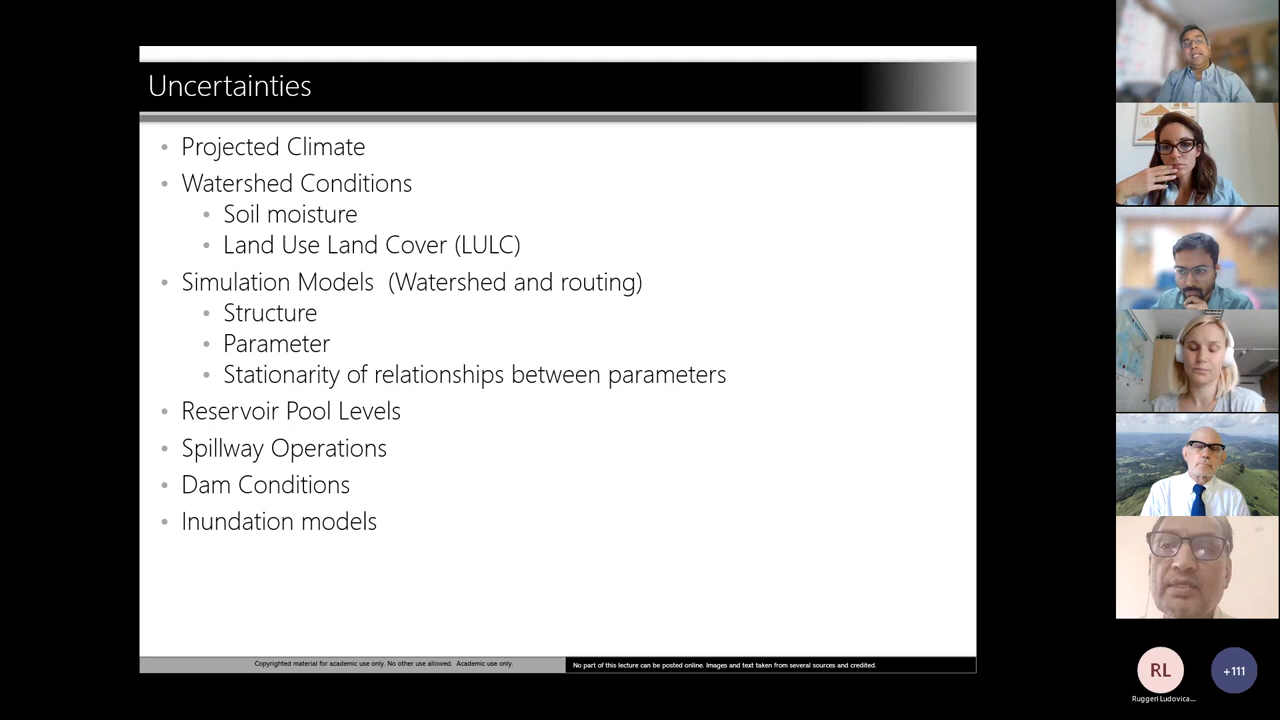 Uncertainties
• Projected Climate
• Watershed Conditions
• Soil moisture
• Land Use Land Cover (LULC)
• Simulation Models (Watershed and routing)
• Structure
• Parameter
• Stationarity of relationships between parameters
• Reservoir Pool Levels
• Spillway Operations
• Dam Conditions
• Inundation models
Copyrighted material for academic use only. No other use allowed. Academic use only.
No part of this lecture can be posted online. Images and text taken from several sources and credited.
RL
+111
Ruggeri Ludovica...